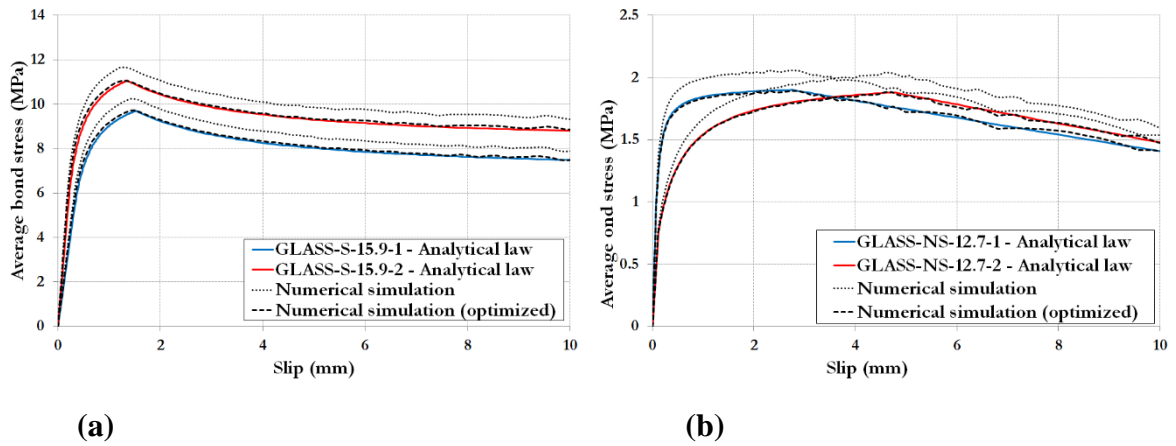 14
12
10
8
6
4
2
0
Average bond stress (MPa)
GLASS-S-15.9-1 - Analytical law
GLASS-S-15.9-2 - Analytical law
Numerical simulation
Numerical simulation (optimized)
0 2 4 6 8 10
Slip (mm)
(a)
2.5
2
1.5
1
0.5
0
Average ond stress (MPa)
GLASS-NS-12.7-1 - Analytical law
GLASS-NS-12.7-2 - Analytical law
Numerical simulation
Numerical simulation (optimized)
0 2 4 6 8 10
Slip (mm)
(b)